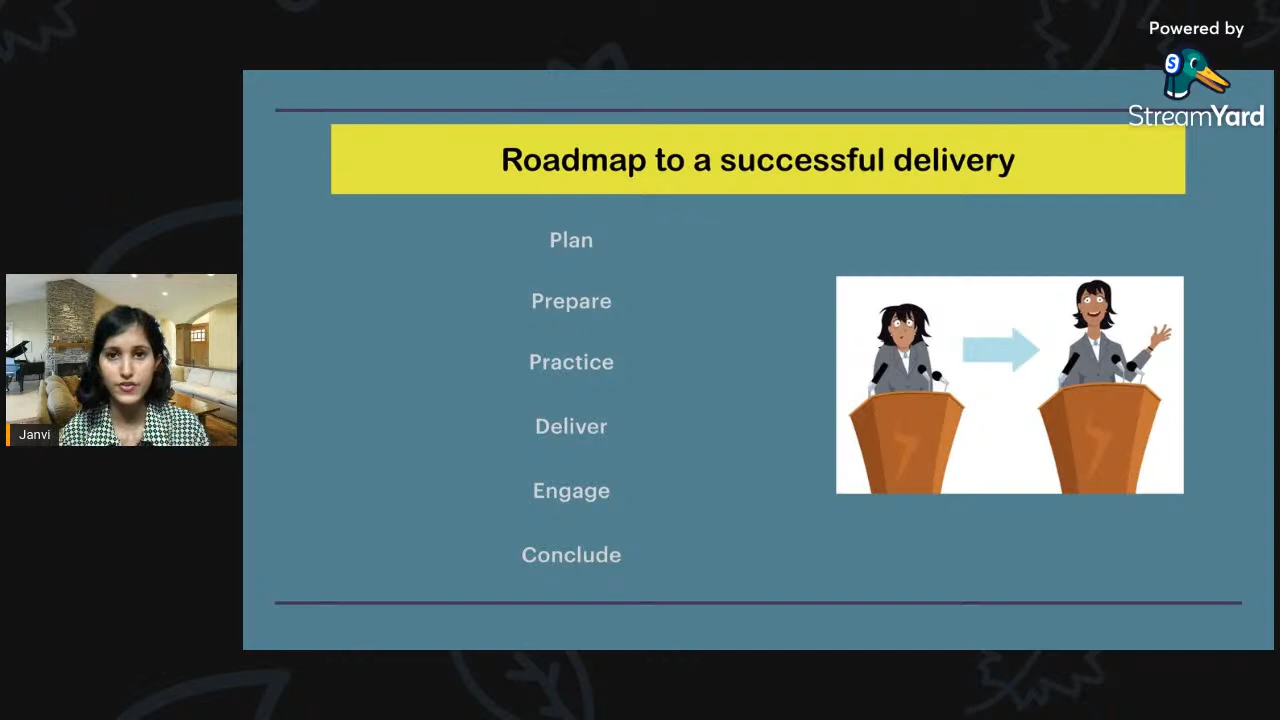 Powered by
S
StreamYard
Roadmap to a successful delivery
Plan
Prepare
Practice
Deliver
Engage
Conclude
Janvi